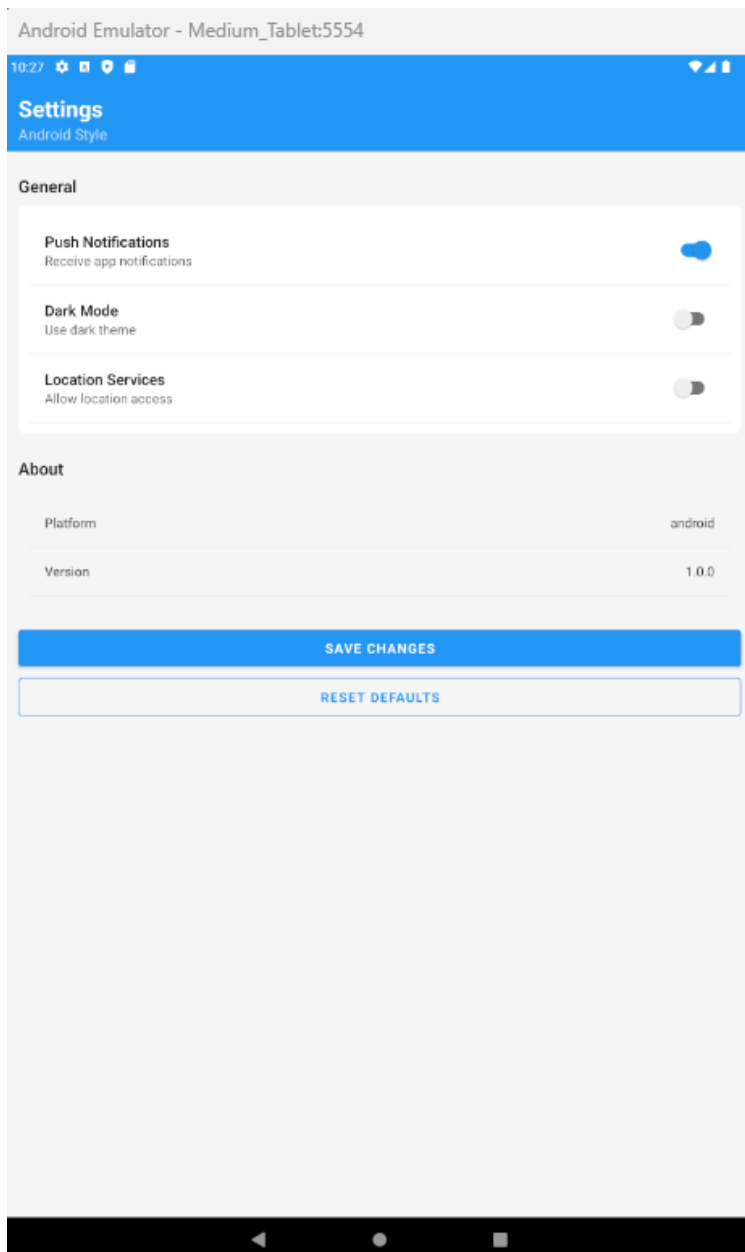 Android Emulator - Medium_Tablet:5554
10:27
Settings
Android Style
General
Push Notifications
Receive app notifications
Dark Mode
Use dark theme
Location Services
Allow location access
About
Platform android
Version 1.0.0
SAVE CHANGES
RESET DEFAULTS